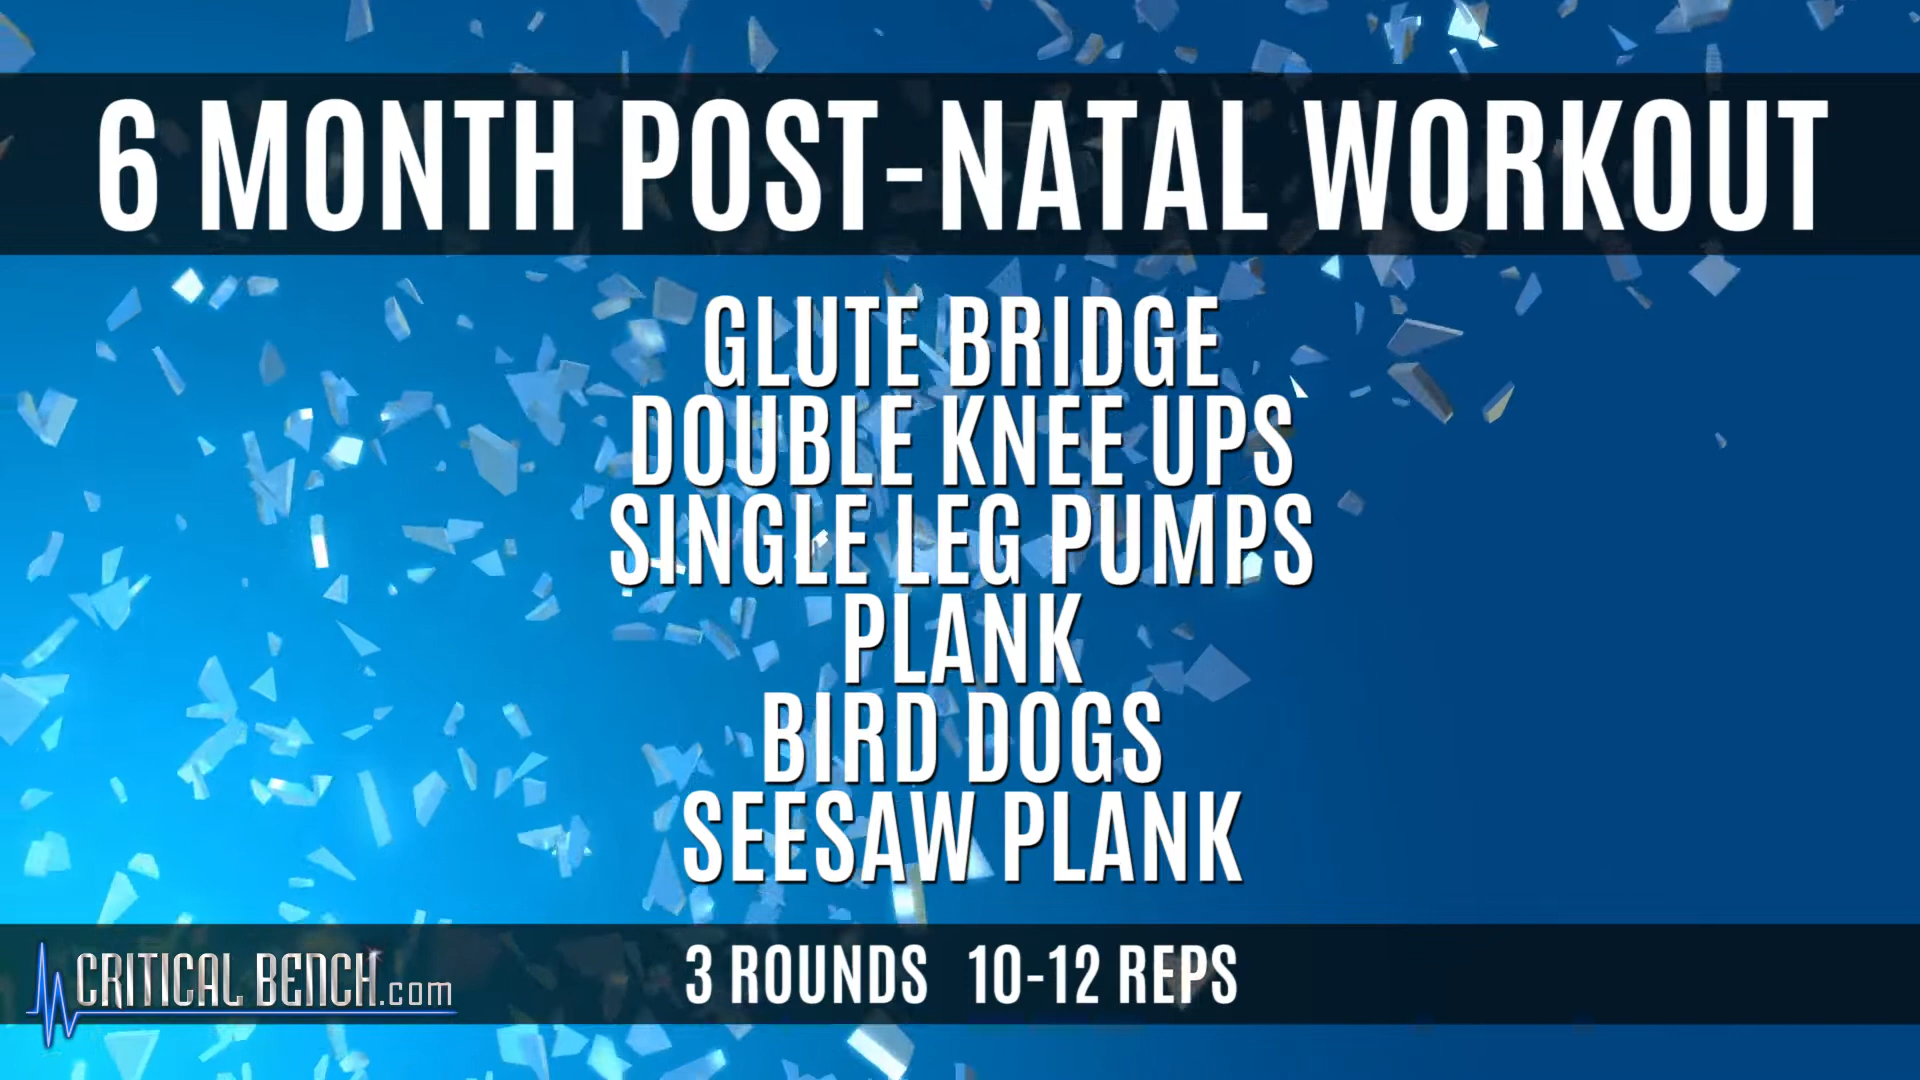 6 MONTH POST-NATAL WORKOUT
GLUTE BRIDGE
DOUBLE KNEE UPS
SINGLE LEG PUMPS
PLANK
BIRD DOGS
SEESAW PLANK
CRITICAL BENCH.com
3 ROUNDS 10-12 REPS